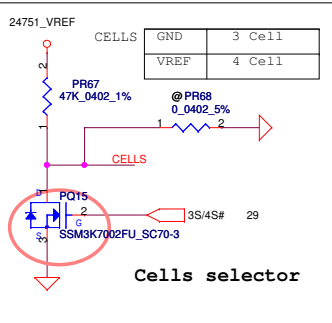 24751_VREF
CELLS GND 3 Cell
VREF 4 Cell
2
PR67
47K_0402_1%
1
@ PR68
0_0402_5%
1 2
CELLS
D 1
PQ15
2
G
S 3
SSM3K7002FU_SC70-3
3S/4S# 29
Cells selector